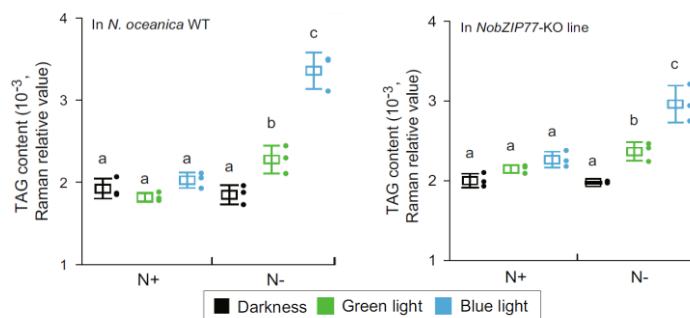 In N. oceanica WT
TAG content (10⁻³,
Raman relative value)
4
3
2
1
a
a
a
a
b
c
N+
N-
In NobZIP77-KO line
TAG content (10⁻³,
Raman relative value)
4
3
2
1
a
a
a
a
b
c
N+
N-
Darkness
Green light
Blue light